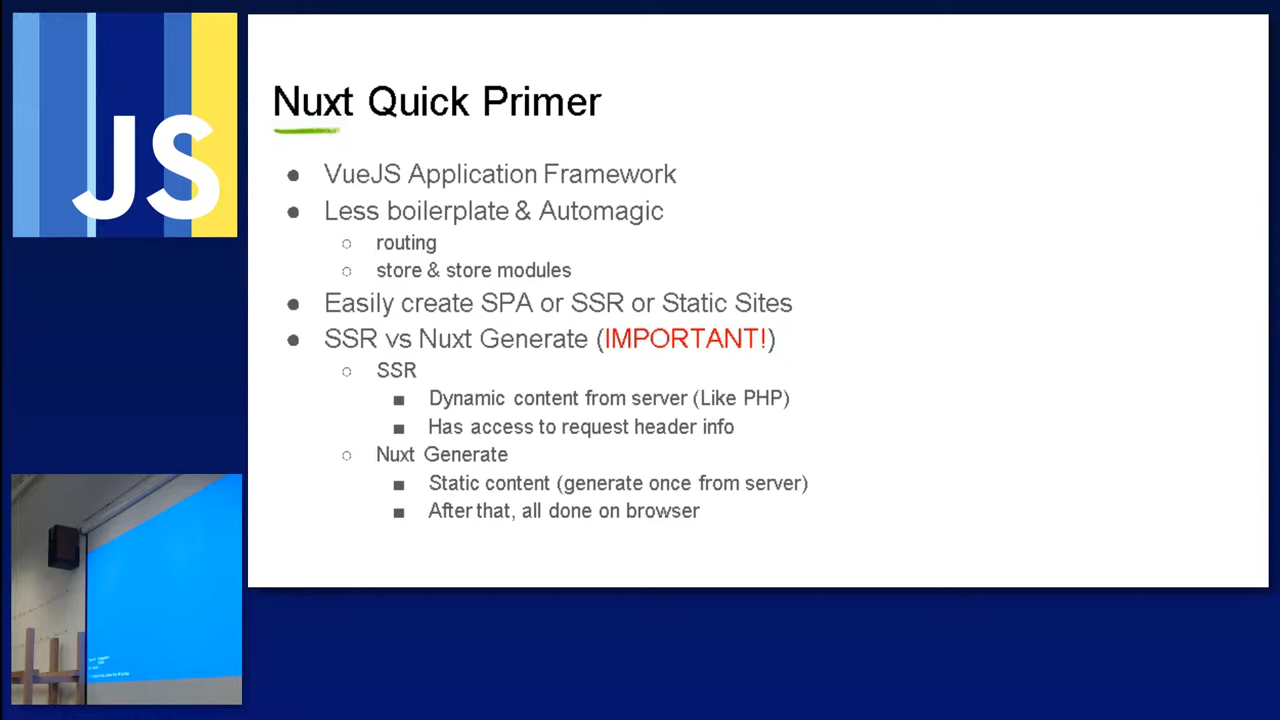 JS
Nuxt Quick Primer
VueJS Application Framework
Less boilerplate & Automagic
routing
store & store modules
Easily create SPA or SSR or Static Sites
SSR vs Nuxt Generate (IMPORTANT!)
SSR
Dynamic content from server (Like PHP)
Has access to request header info
Nuxt Generate
Static content (generate once from server)
After that, all done on browser